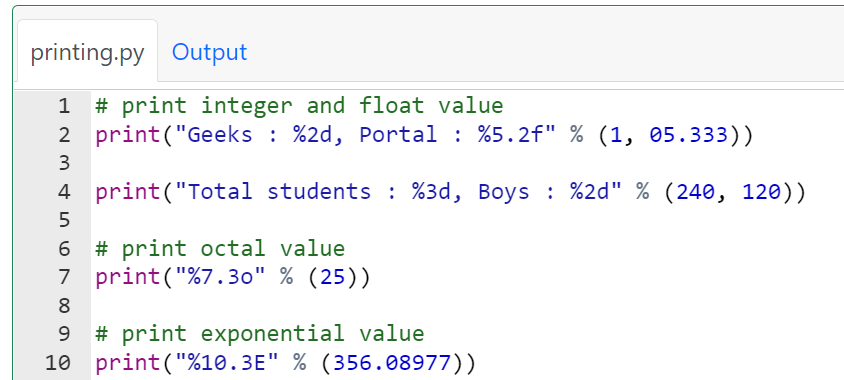 printing.py Output
1 # print integer and float value
2 print("Geeks : %2d, Portal : %5.2f" % (1, 05.333))
3
4 print("Total students : %3d, Boys : %2d" % (240, 120))
5
6 # print octal value
7 print("%7.3o" % (25))
8
9 # print exponential value
10 print("%10.3E" % (356.08977))